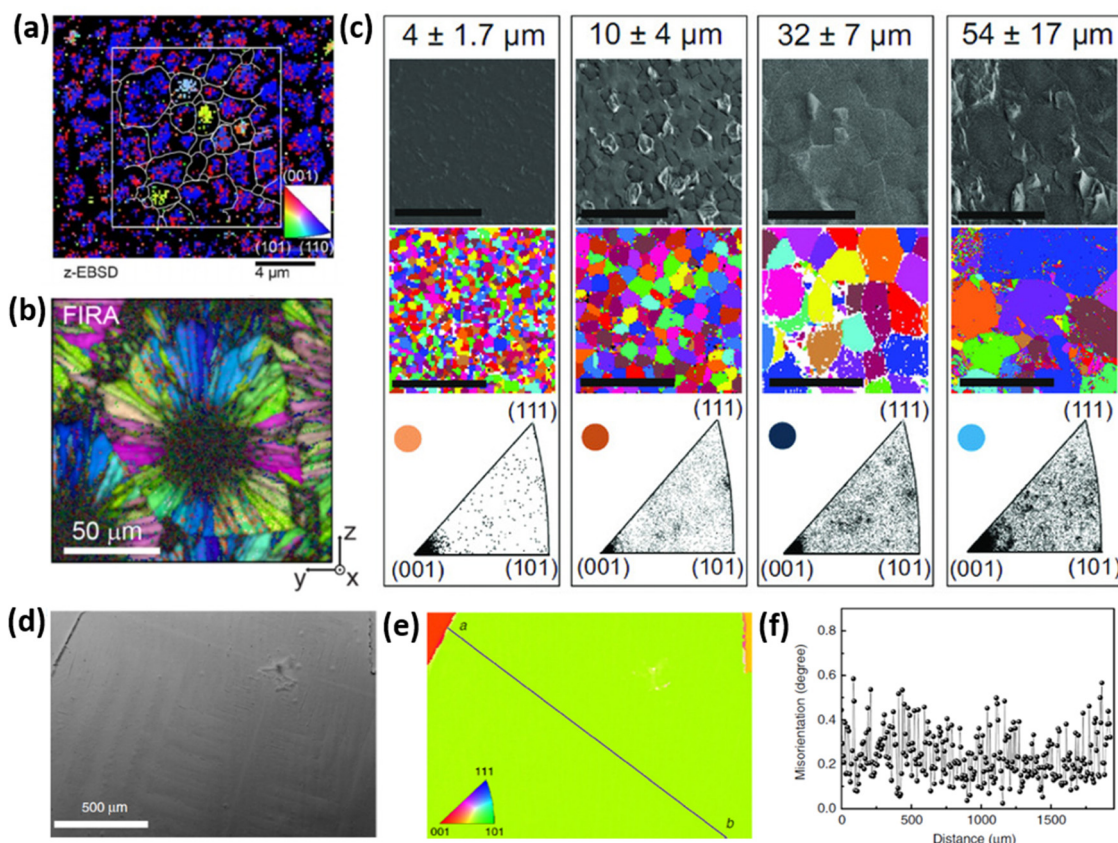 (a)
(001)
(101) (110)
z-EBSD
4 μm
(b)
FIRA
50 μm
z
y
x
(c)
4 ± 1.7 μm
10 ± 4 μm
32 ± 7 μm
54 ± 17 μm
(111)
(001)
(101)
(111)
(001)
(101)
(111)
(001)
(101)
(111)
(001)
(101)
(d)
500 μm
(e)
a
b
111
001
101
(f)
Misorientation (degree)
0.8
0.6
0.4
0.2
0.0
0 500 1000 1500
Distance (μm)